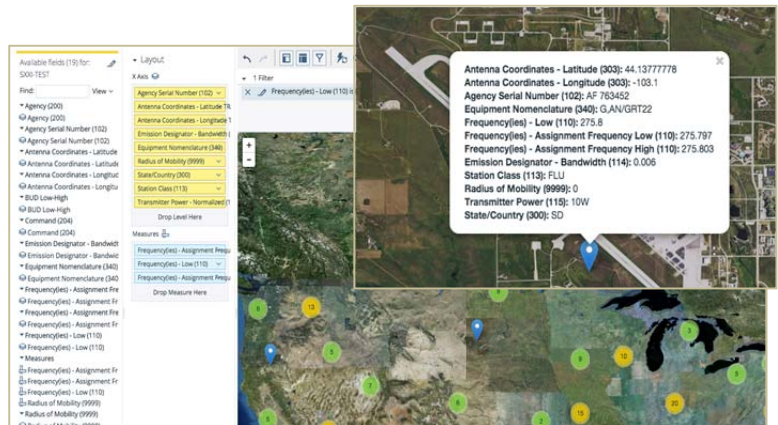 Available fields (19) for:
SXXI-TEST
Find:
View
Agency (200)
Agency (200)
Agency Serial Number (102)
Agency Serial Number (102)
Antenna Coordinates - Latitude
Antenna Coordinates - Latitude
Antenna Coordinates - Longitud
Antenna Coordinates - Longitu
BUD Low-High
BUD Low-High
Command (204)
Command (204)
Emission Designator - Bandwidt
Emission Designator - Bandwid
Equipment Nomenclature (340)
Equipment Nomenclature (340
Frequency(ies) - Assignment Fre
Frequency(ies) - Assignment Fr
Frequency(ies) - Assignment Fre
Frequency(ies) - Assignment Fr
Frequency(ies) - Low (110)
Frequency(ies) - Low (110)
Measures
Frequency(ies) - Assignment Fr
Frequency(ies) - Assignment Fr
Frequency(ies) - Low (110)
Radius of Mobility (9999)
Radius of Mobility (9999)
Layout
X Axis
Agency Serial Number (102)
Antenna Coordinates - Latitude TR
Antenna Coordinates - Longitude T
Emission Designator - Bandwidth (
Equipment Nomenclature (340)
Radius of Mobility (9999)
State/Country (300)
Station Class (113)
Transmitter Power - Normalized (1
Drop Level Here
Measures
Frequency(ies) - Assignment Frequ
Frequency(ies) - Low (110)
Frequency(ies) - Assignment Frequ
Drop Measure Here
1 Filter
Frequency(ies) - Low (110) is
Antenna Coordinates - Latitude (303): 44.13777778
Antenna Coordinates - Longitude (303): -103.1
Agency Serial Number (102): AF 763452
Equipment Nomenclature (340): G,AN/GRT22
Frequency(ies) - Low (110): 275.8
Frequency(ies) - Assignment Frequency Low (110): 275.797
Frequency(ies) - Assignment Frequency High (110): 275.803
Emission Designator - Bandwidth (114): 0.006
Station Class (113): FLU
Radius of Mobility (9999): 0
Transmitter Power (115): 10W
State/Country (300): SD
13
5
7
9
10
3
5
20
15
2